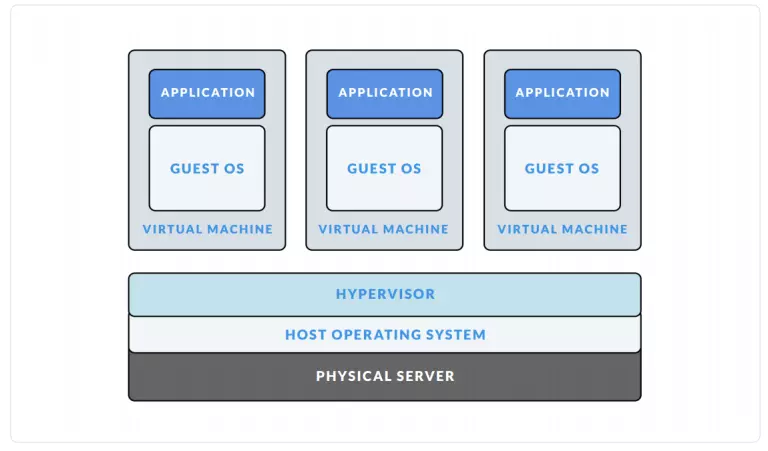 APPLICATION
APPLICATION
APPLICATION
GUEST OS
GUEST OS
GUEST OS
VIRTUAL MACHINE
VIRTUAL MACHINE
VIRTUAL MACHINE
HYPERVISOR
HOST OPERATING SYSTEM
PHYSICAL SERVER